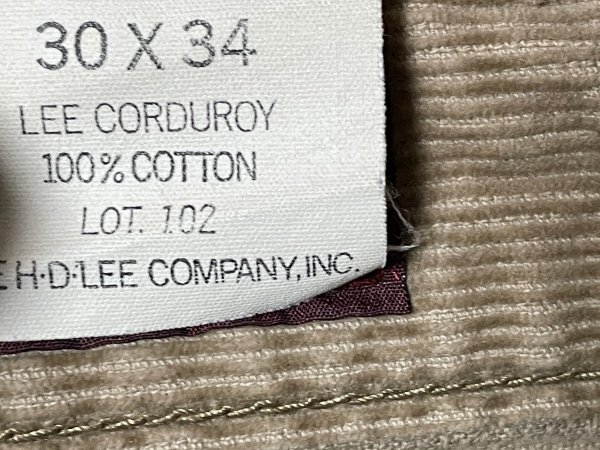 30 X 34
LEE CORDUROY
100% COTTON
LOT. 102
E H·D·LEE COMPANY, INC.